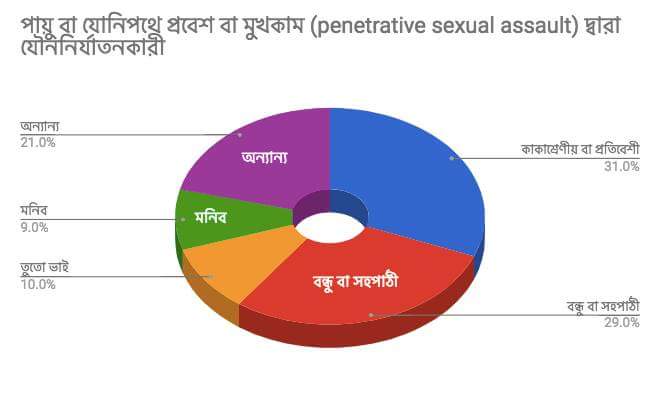 পায়ু বা যোনিপথে প্রবেশ বা মুখকাম (penetrative sexual assault) দ্বারা
যৌননির্যাতনকারী
অন্যান্য
21.0%
কাকাশ্রেণীয় বা প্রতিবেশী
31.0%
অন্যান্য
মনিব
9.0%
মনিব
তুতো ভাই
10.0%
বন্ধু বা সহপাঠী
বন্ধু বা সহপাঠী
29.0%